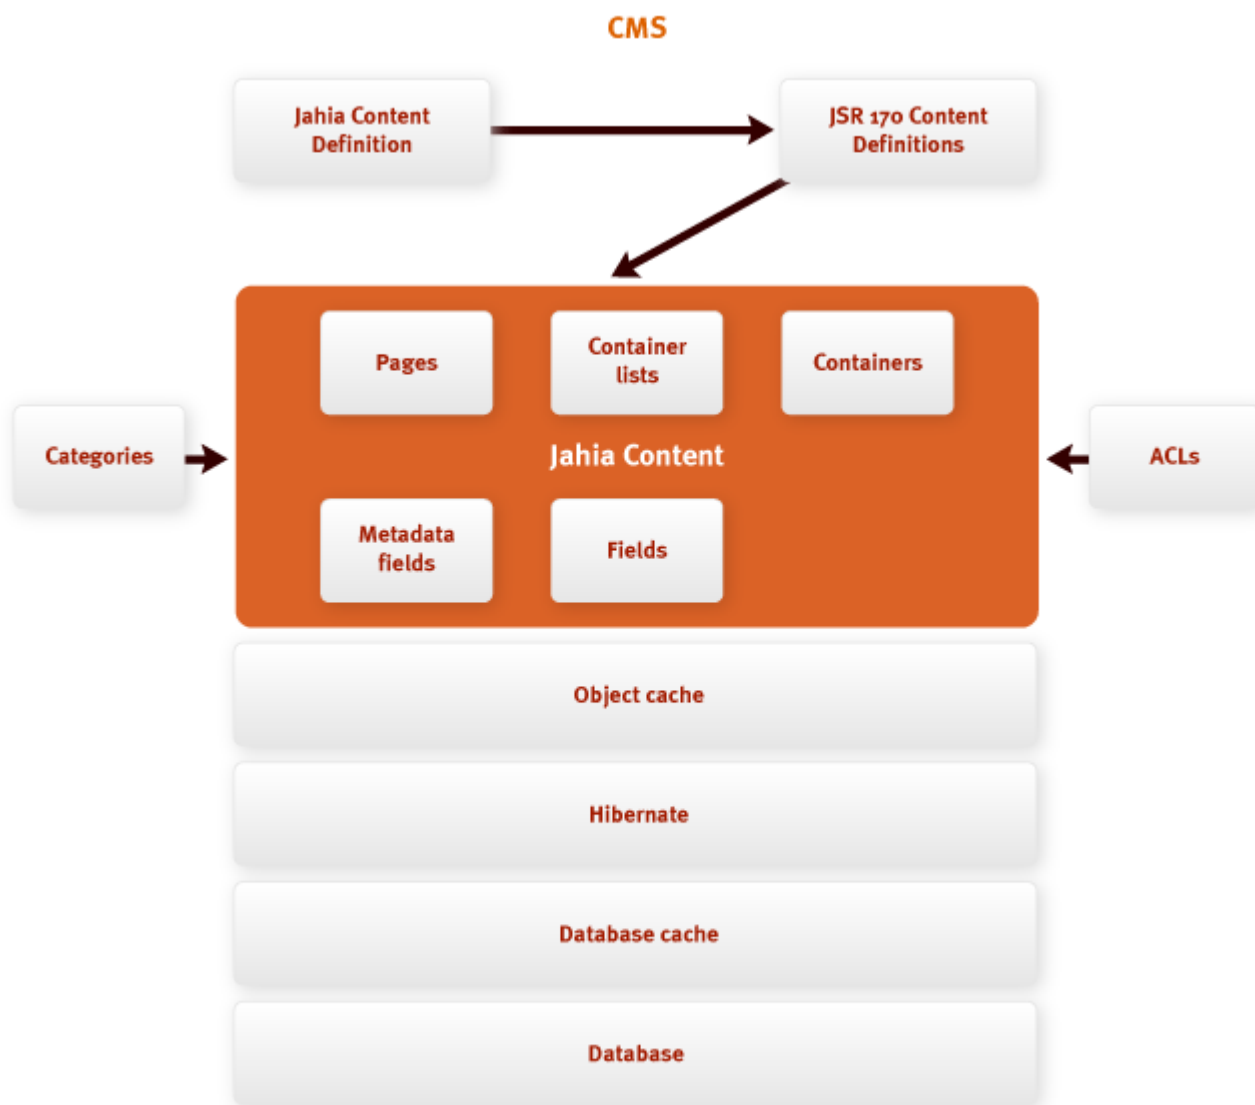 CMS
Jahia Content
Definition
JSR 170 Content
Definitions
Pages
Container
lists
Containers
Categories
Jahia Content
ACLs
Metadata
fields
Fields
Object cache
Hibernate
Database cache
Database